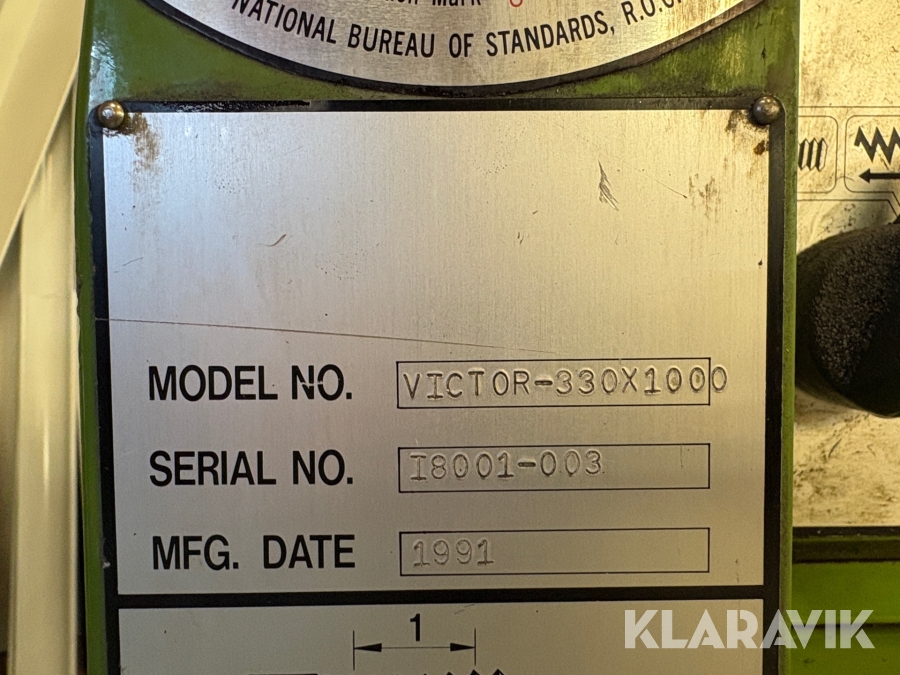 NATIONAL BUREAU OF STANDARDS, R.O.C.
MODEL NO. VICTOR-330X1000
SERIAL NO. I8001-003
MFG. DATE 1991
1
KLARAVIK